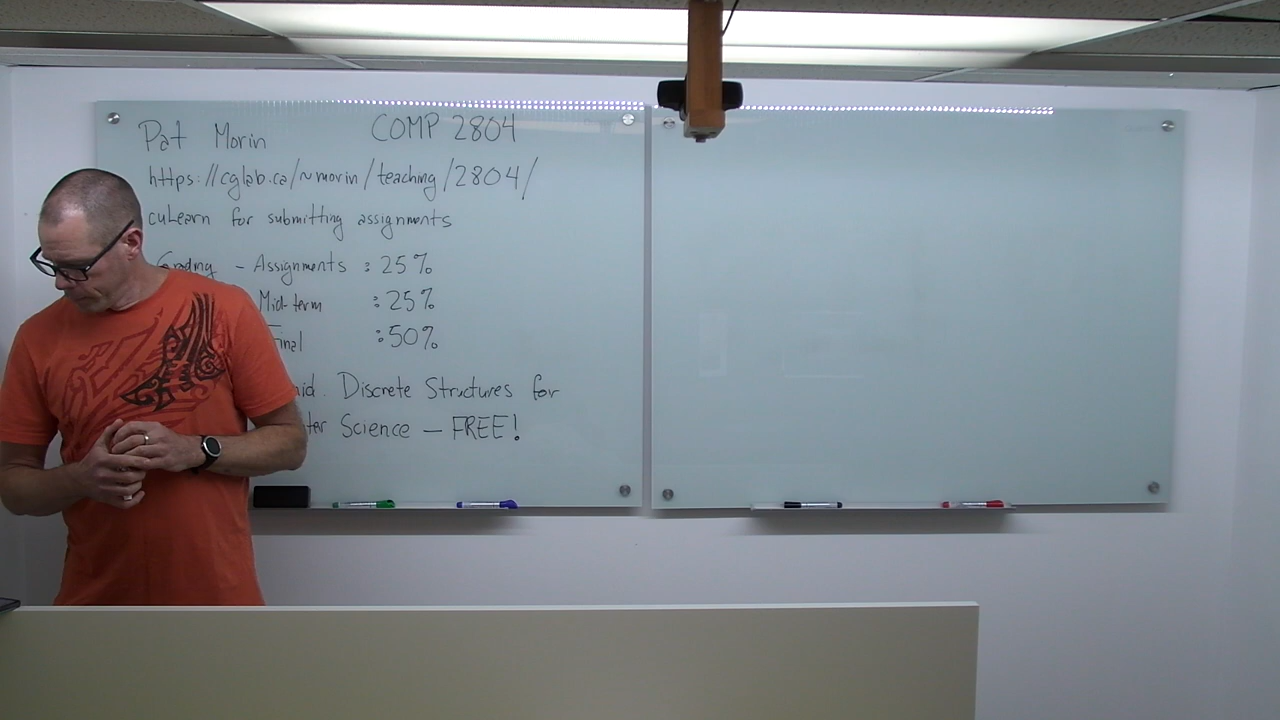 Pat Morin COMP 2804
https://cglab.ca/~morin/teaching/2804/
cuLearn for submitting assignments
Grading - Assignments : 25%
Mid-term : 25%
Final : 50%
Discrete Structures for
Science — FREE!